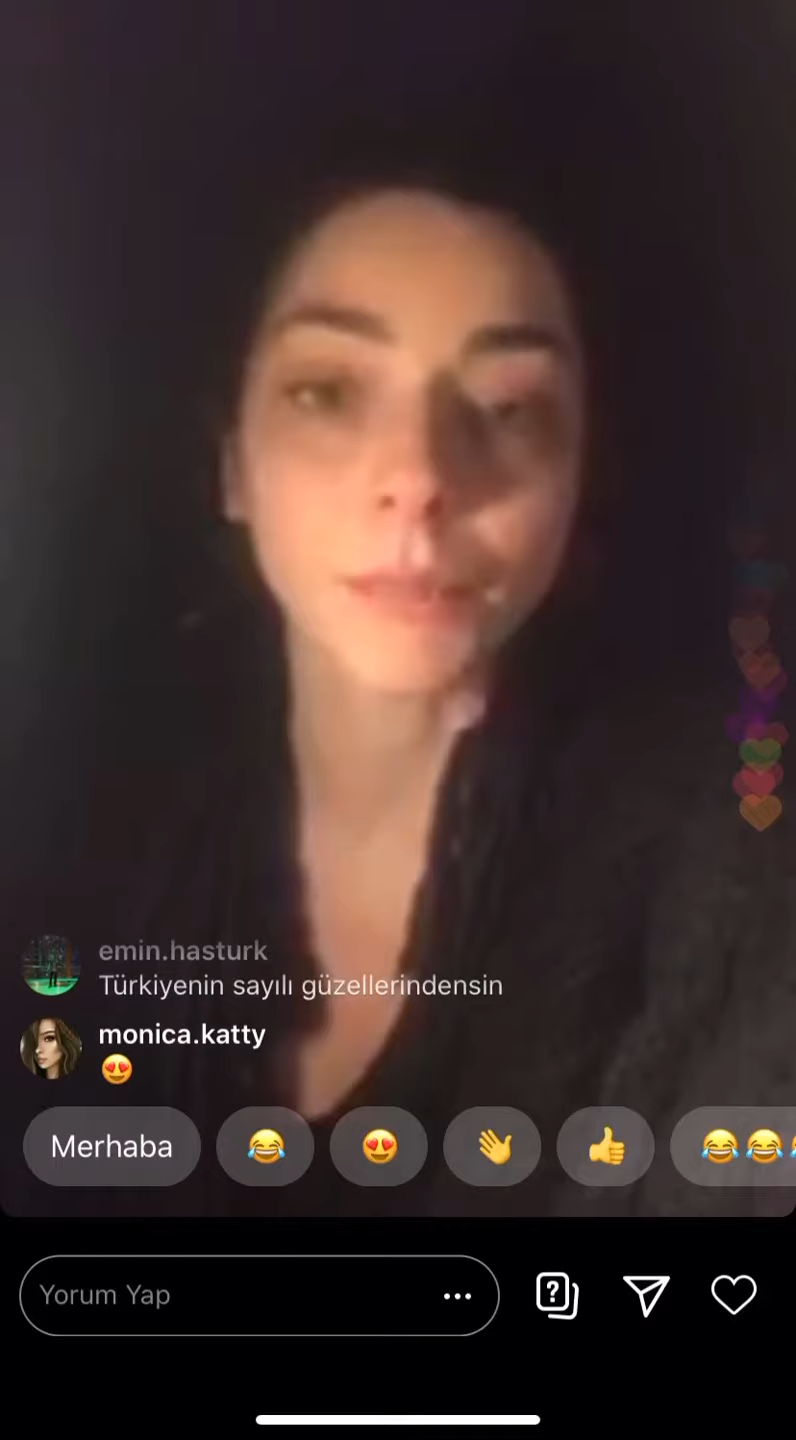 emin.hasturk
Türkiyenin sayılı güzellerindensin
monica.katty
😍
Merhaba 😂 😍 👋 👍 😂😂
Yorum Yap